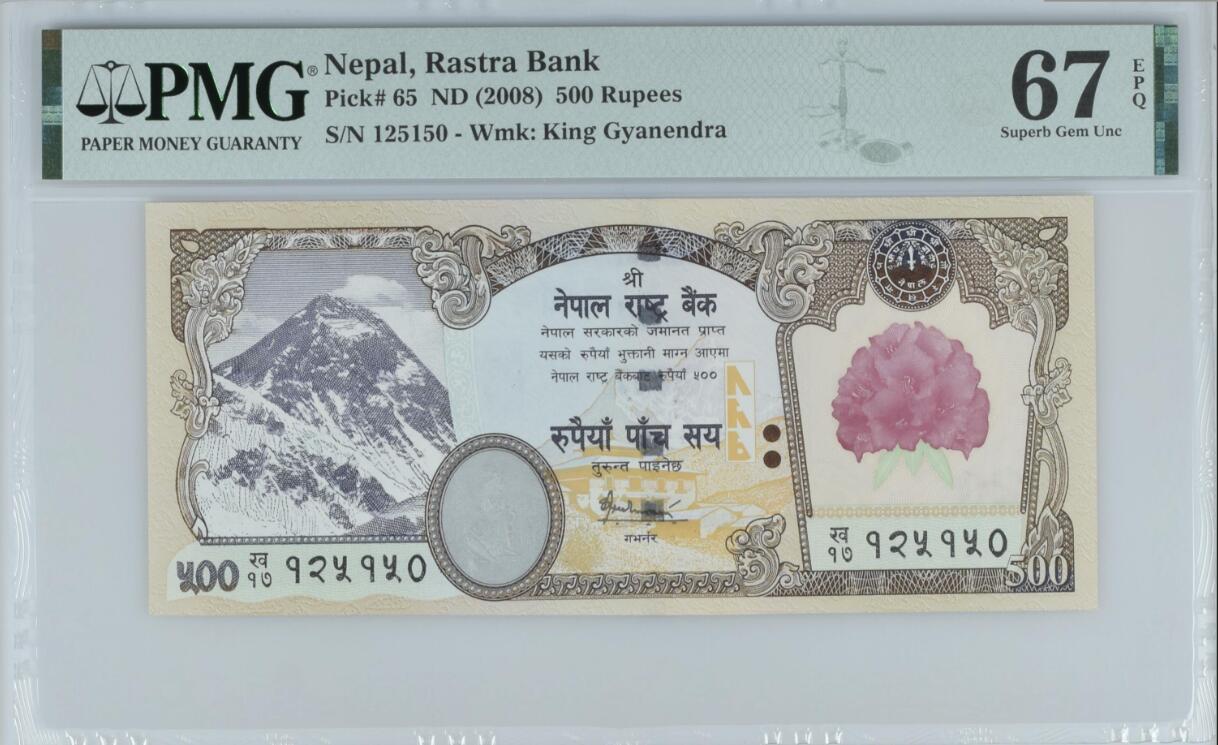 PMG®
PAPER MONEY GUARANTY
Nepal, Rastra Bank
Pick# 65 ND (2008) 500 Rupees
S/N 125150 - Wmk: King Gyanendra
67
EPQ
Superb Gem Unc
श्री
नेपाल राष्ट्र बैंक
नेपाल सरकारको जमानत प्राप्त
यसको रुपैयाँ भुक्तानी माग्न आएमा
नेपाल राष्ट्र बैंकबाट रुपैयाँ ५००
रुपैयाँ पाँच सय
तुरुन्त पाइनेछ
गभर्नर
५00 ख १७ १२५१५०
ख १७ १२५१५०
500